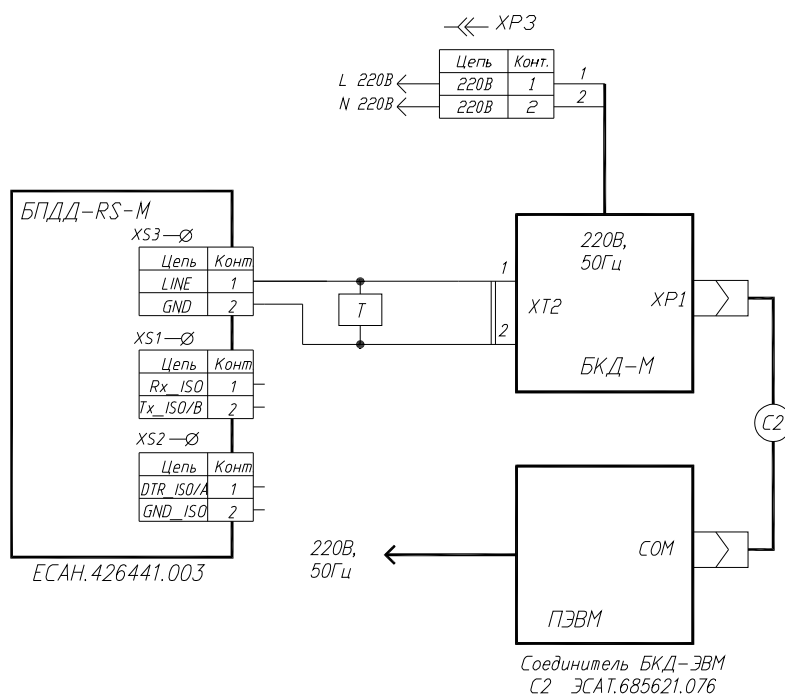 XP3
Цепь Конт.
L 220В 220В 1 1
N 220В 220В 2 2
БПДД-RS-M
XS3
Цепь Конт
LINE 1
GND 2
XS1
Цепь Конт
Rx_ISO 1
Tx_ISO/B 2
XS2
Цепь Конт
DTR_ISO/A 1
GND_ISO 2
ЕСАН.426441.003
T
1
2
220В,
50Гц
XT2
XP1
БКД-М
C2
220В,
50Гц
COM
ПЭВМ
Соединитель БКД-ЭВМ
С2 ЭСАТ.685621.076